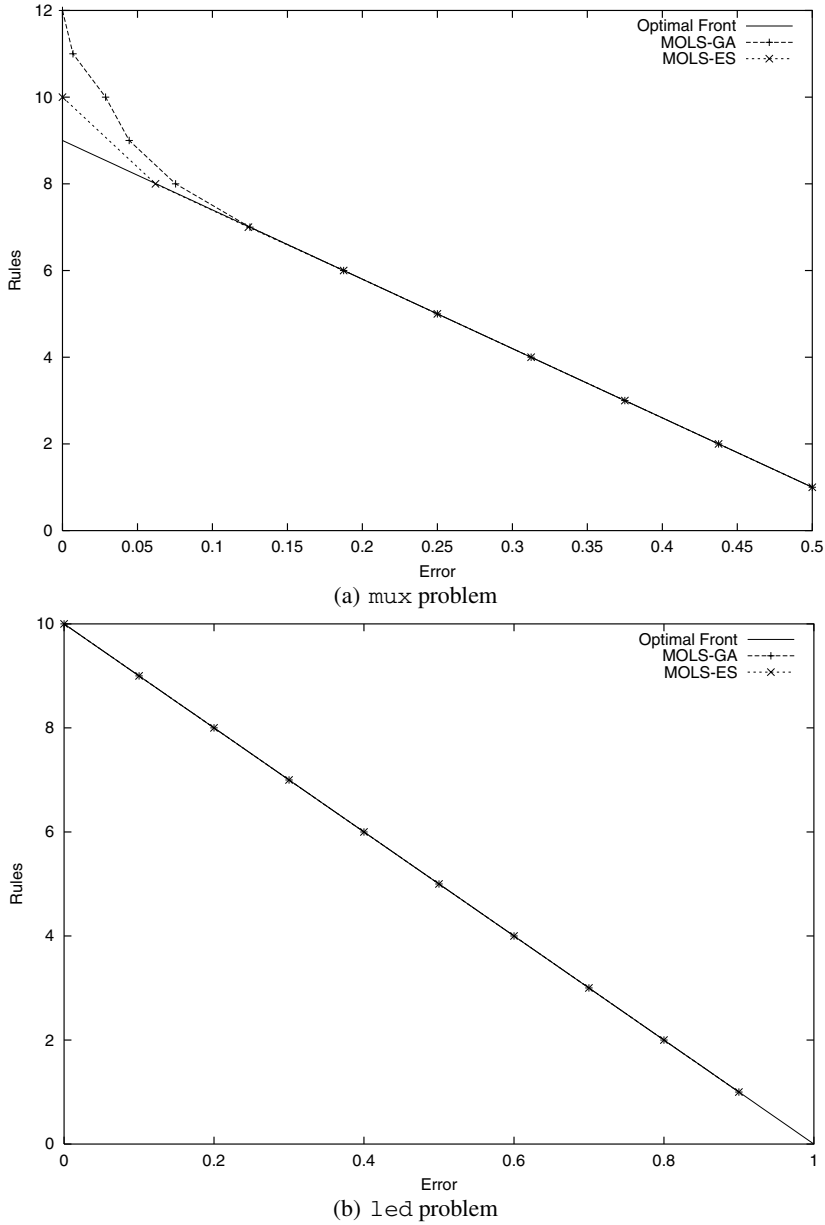 12
10
8
6
4
2
0
Rules
Optimal Front
MOLS-GA
MOLS-ES
0 0.05 0.1 0.15 0.2 0.25 0.3 0.35 0.4 0.45 0.5
Error
(a) mux problem
10
8
6
4
2
0
Rules
Optimal Front
MOLS-GA
MOLS-ES
0 0.2 0.4 0.6 0.8 1
Error
(b) led problem